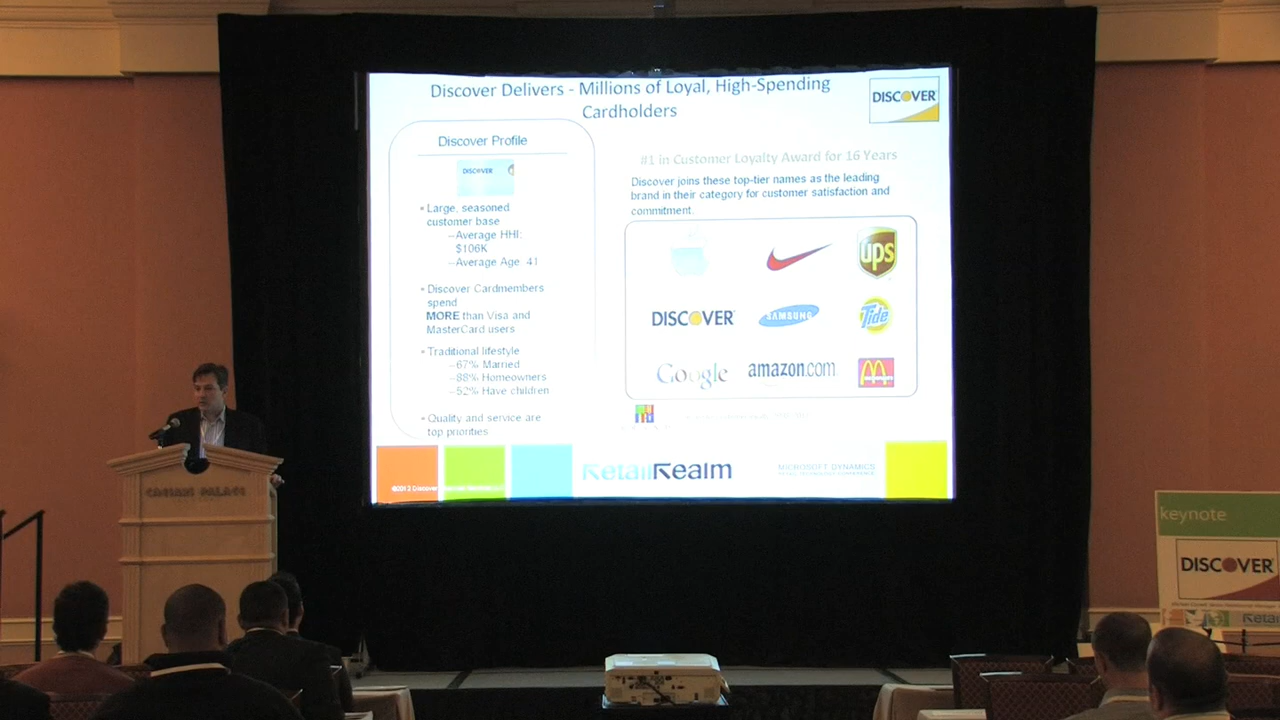 Discover Delivers - Millions of Loyal, High-Spending
Cardholders
DISCOVER
Discover Profile
DISCOVER
• Large, seasoned
customer base
–Average HHI:
$106K
–Average Age: 41
• Discover Cardmembers
spend
MORE than Visa and
MasterCard users
• Traditional lifestyle
–67% Married
–88% Homeowners
–52% Have children
• Quality and service are
top priorities
#1 in Customer Loyalty Award for 16 Years
Discover joins these top-tier names as the leading
brand in their category for customer satisfaction and
commitment.
ups
DISCOVER
SAMSUNG
Tide
Google
amazon.com
©2012 Discover
RetailRealm
MICROSOFT DYNAMICS
CAESARS PALACE
keynote
DISCOVER
Retail